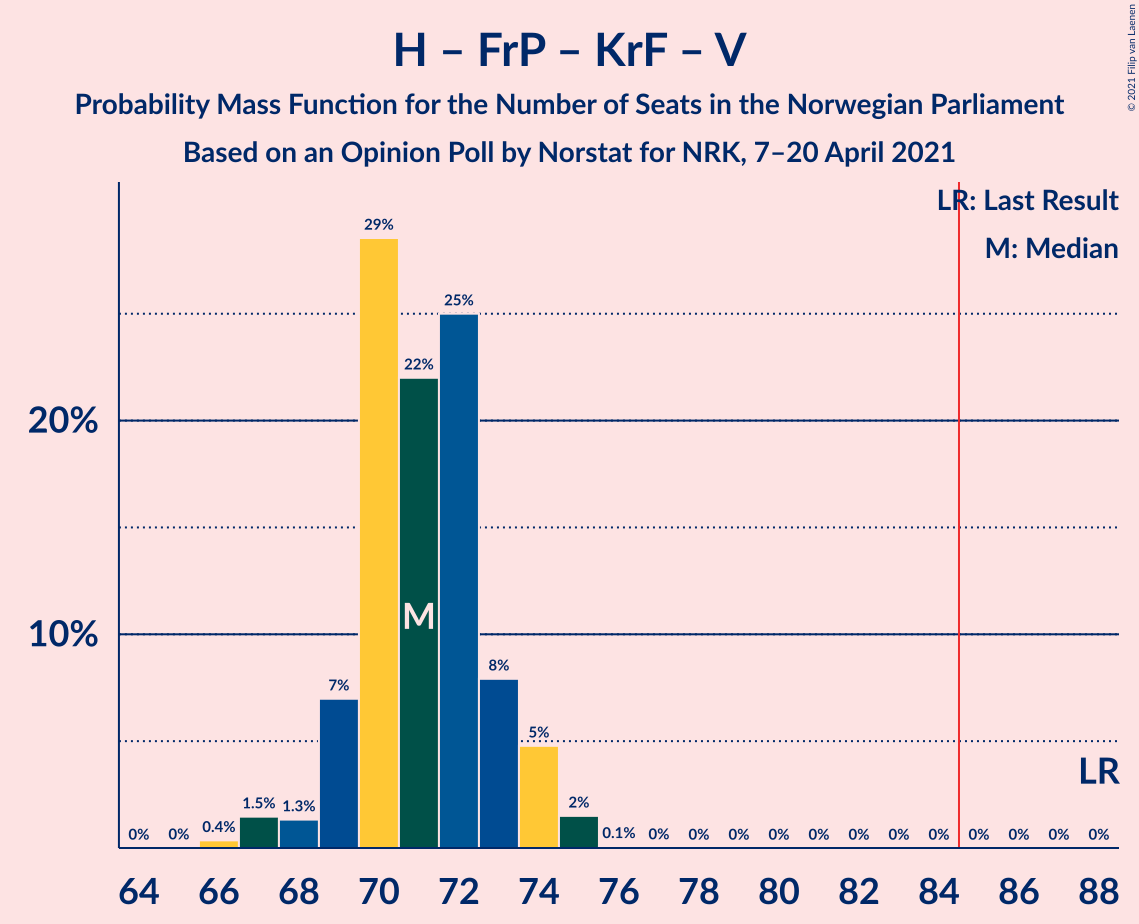 H – FrP – KrF – V
Probability Mass Function for the Number of Seats in the Norwegian Parliament
Based on an Opinion Poll by Norstat for NRK, 7–20 April 2021
© 2021 Filip van Laenen
LR: Last Result
M: Median
20%
10%
0% 0% 0.4% 1.5% 1.3% 7% 29% 22% 25% 8% 5% 2% 0.1% 0% 0% 0% 0% 0% 0% 0% 0% 0% 0% 0% 0%
M
LR
64 66 68 70 72 74 76 78 80 82 84 86 88